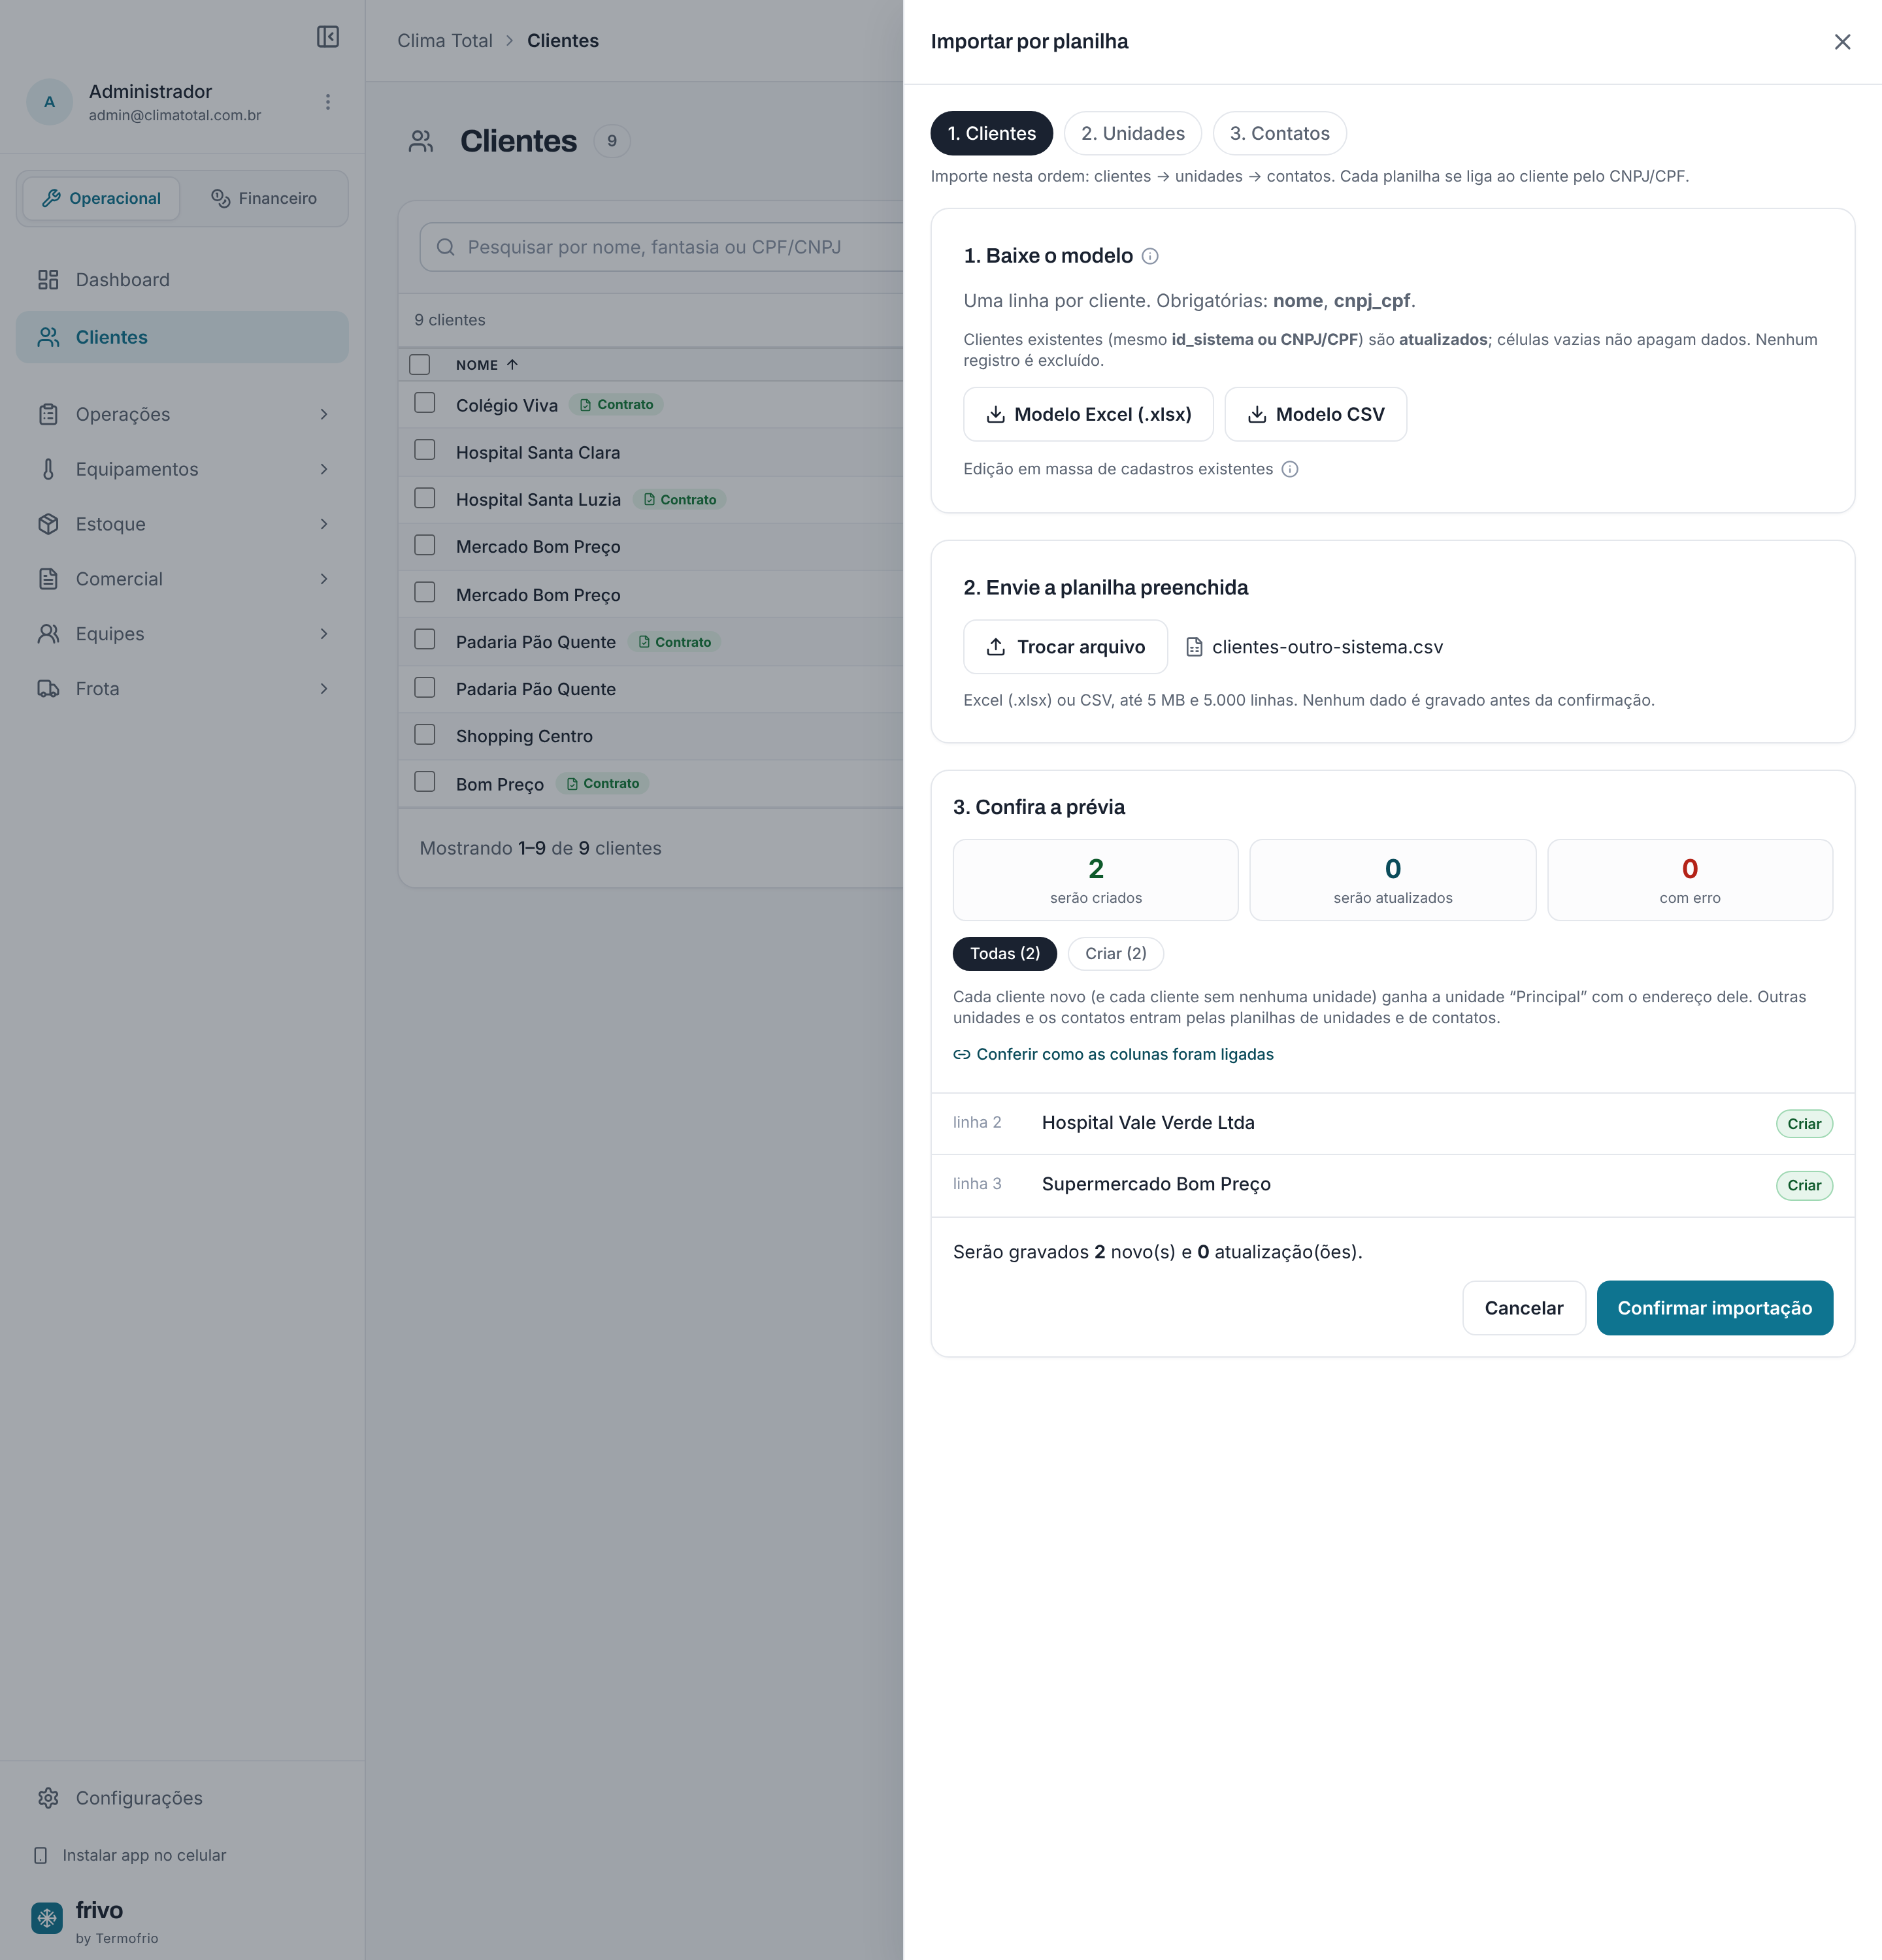 A
Administrador
admin@climatotal.com.br
Operacional
Financeiro
Dashboard
Clientes
Operações
Equipamentos
Estoque
Comercial
Equipes
Frota
Configurações
Instalar app no celular
frivo
by Termofrio
Clima Total > Clientes
Clientes 9
Pesquisar por nome, fantasia ou CPF/CNPJ
9 clientes
NOME ↑
Colégio Viva Contrato
Hospital Santa Clara
Hospital Santa Luzia Contrato
Mercado Bom Preço
Mercado Bom Preço
Padaria Pão Quente Contrato
Padaria Pão Quente
Shopping Centro
Bom Preço Contrato
Mostrando 1–9 de 9 clientes
Importar por planilha
1. Clientes 2. Unidades 3. Contatos
Importe nesta ordem: clientes → unidades → contatos. Cada planilha se liga ao cliente pelo CNPJ/CPF.
1. Baixe o modelo
Uma linha por cliente. Obrigatórias: nome, cnpj_cpf.
Clientes existentes (mesmo id_sistema ou CNPJ/CPF) são atualizados; células vazias não apagam dados. Nenhum
registro é excluído.
Modelo Excel (.xlsx) Modelo CSV
Edição em massa de cadastros existentes
2. Envie a planilha preenchida
Trocar arquivo clientes-outro-sistema.csv
Excel (.xlsx) ou CSV, até 5 MB e 5.000 linhas. Nenhum dado é gravado antes da confirmação.
3. Confira a prévia
2 0 0
serão criados serão atualizados com erro
Todas (2) Criar (2)
Cada cliente novo (e cada cliente sem nenhuma unidade) ganha a unidade “Principal” com o endereço dele. Outras
unidades e os contatos entram pelas planilhas de unidades e de contatos.
Conferir como as colunas foram ligadas
linha 2 Hospital Vale Verde Ltda Criar
linha 3 Supermercado Bom Preço Criar
Serão gravados 2 novo(s) e 0 atualização(ões).
Cancelar Confirmar importação